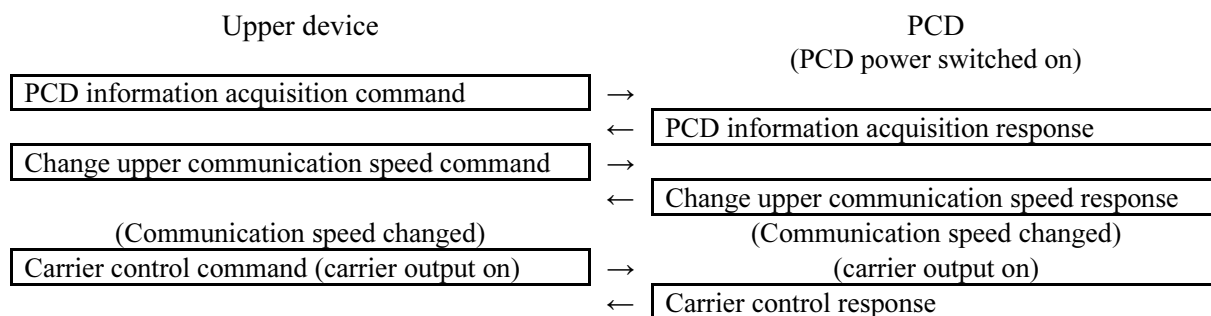 Upper device PCD
(PCD power switched on)
PCD information acquisition command →
← PCD information acquisition response
Change upper communication speed command →
← Change upper communication speed response
(Communication speed changed) (Communication speed changed)
Carrier control command (carrier output on) → (carrier output on)
← Carrier control response